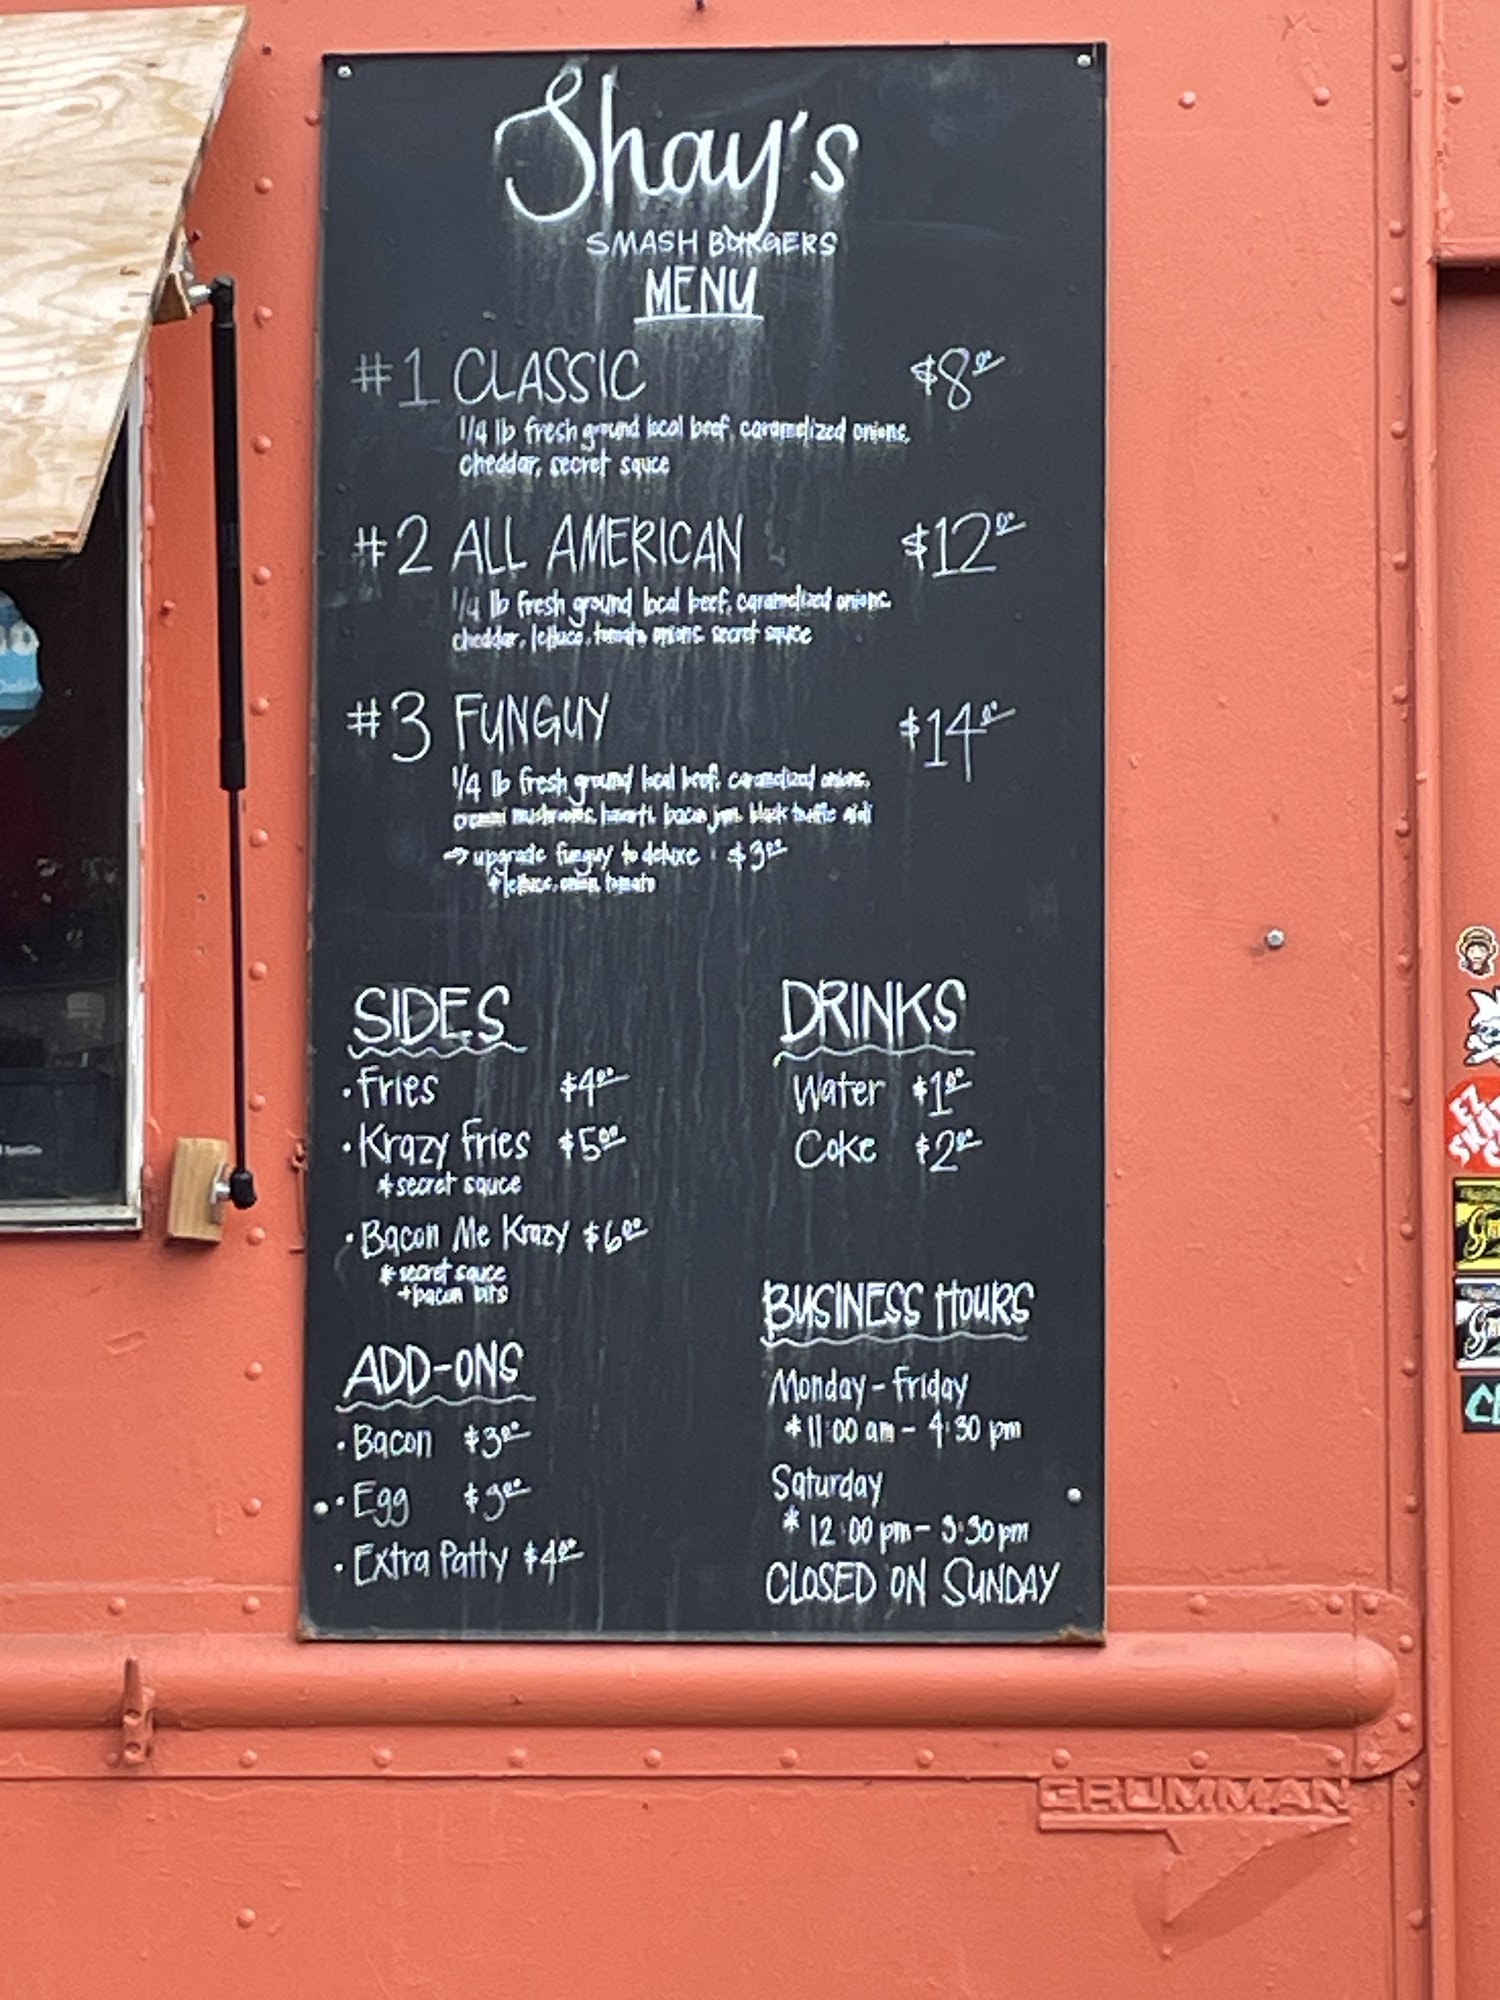 Shay's
SMASH BURGERS
MENU
#1 CLASSIC $8.00
1/4 lb fresh ground local beef, caramelized onions,
cheddar, secret sauce
#2 ALL AMERICAN $12.00
1/4 lb fresh ground local beef, caramelized onions,
cheddar, lettuce, tomato, onions, secret sauce
#3 FUNGUY $14.00
1/4 lb fresh ground local beef, caramelized onions,
mushrooms, havarti, bacon jam, black truffle aioli
→ upgrade funguy to deluxe : $3.00
+ lettuce, onion, tomato
SIDES
• Fries $4.00
• Krazy Fries $5.00
* secret sauce
• Bacon Me Krazy $6.00
* secret sauce
+ bacon bits
ADD-ONS
• Bacon $3.00
• Egg $3.00
• Extra Patty $4.00
DRINKS
Water $1.00
Coke $2.00
BUSINESS HOURS
Monday - Friday
* 11:00 am - 4:30 pm
Saturday
* 12:00 pm - 3:30 pm
CLOSED ON SUNDAY
GRUMMAN
EZ